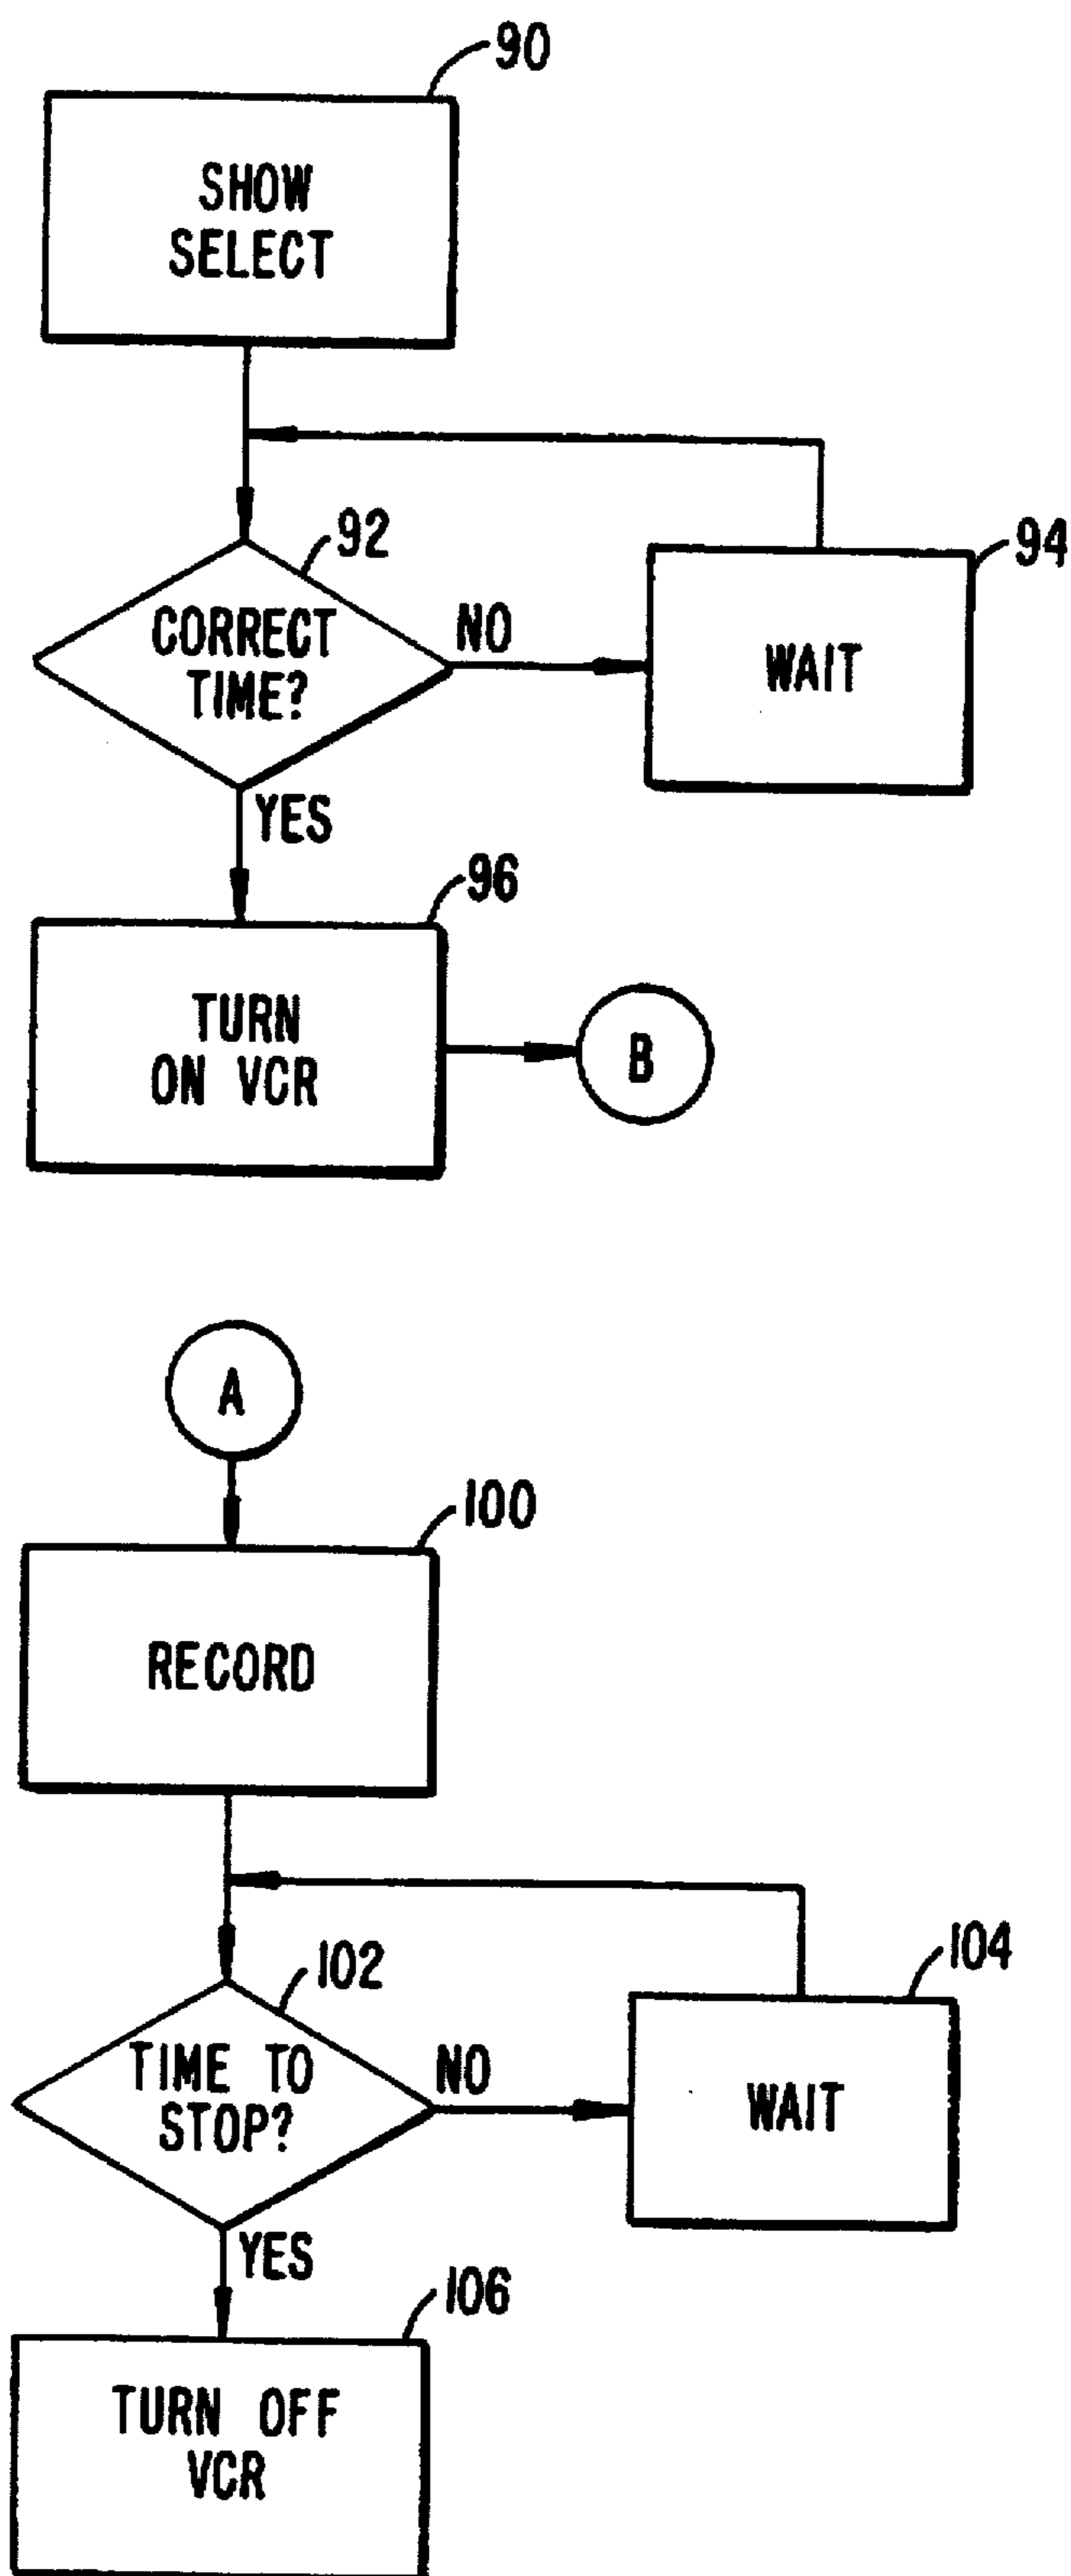 90
SHOW
SELECT
92
CORRECT
TIME?
NO
94
WAIT
YES
96
TURN
ON VCR
B
A
100
RECORD
102
TIME TO
STOP?
NO
104
WAIT
YES
106
TURN OFF
VCR